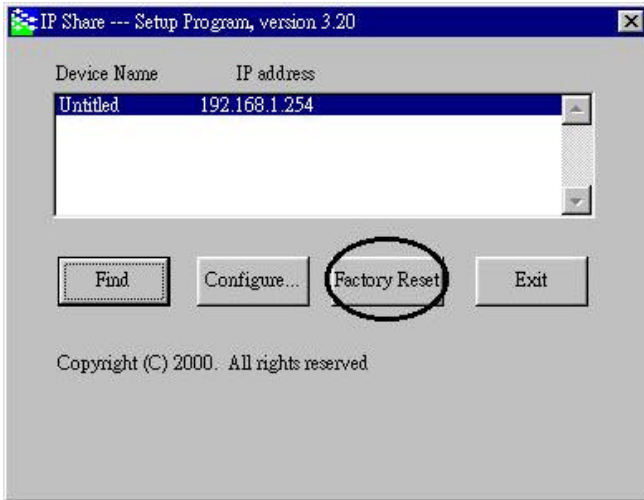 IP Share --- Setup Program, version 3.20
Device Name IP address
Untitled 192.168.1.254
Find Configure... Factory Reset Exit
Copyright (C) 2000. All rights reserved